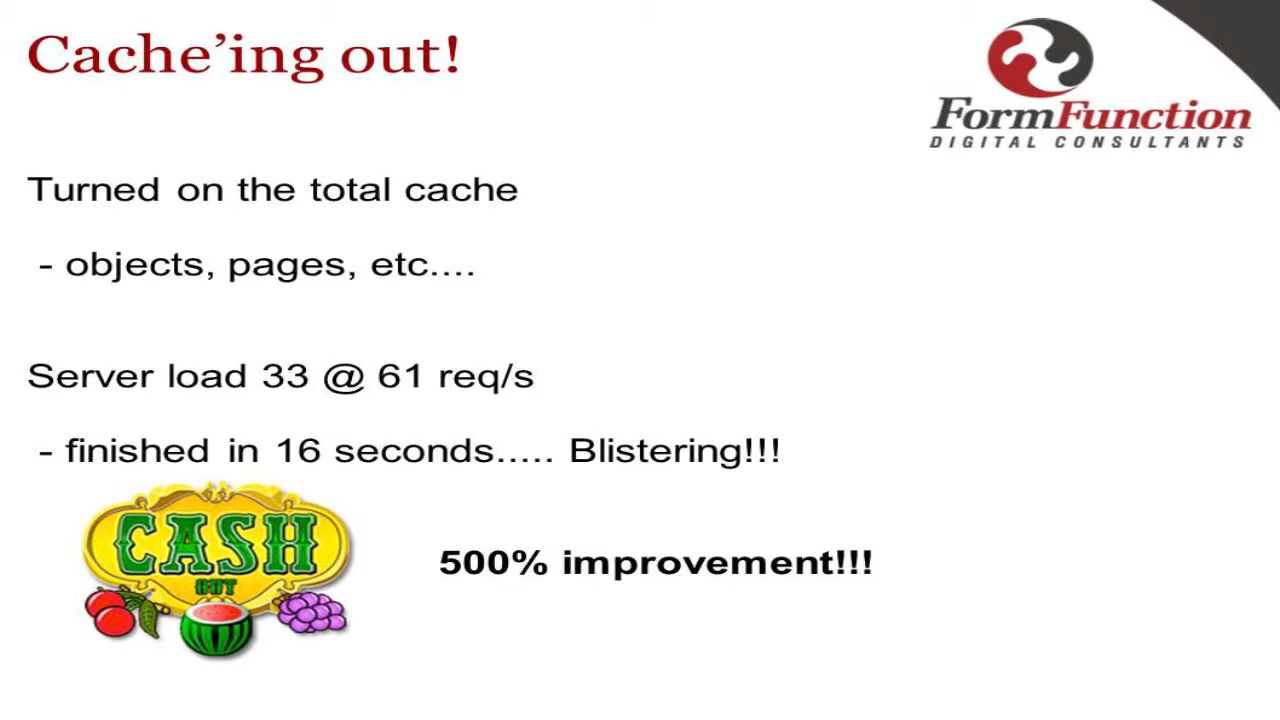 Cache’ing out!
FormFunction
DIGITAL CONSULTANTS
Turned on the total cache
- objects, pages, etc....
Server load 33 @ 61 req/s
- finished in 16 seconds..... Blistering!!!
CASH
OUT
500% improvement!!!